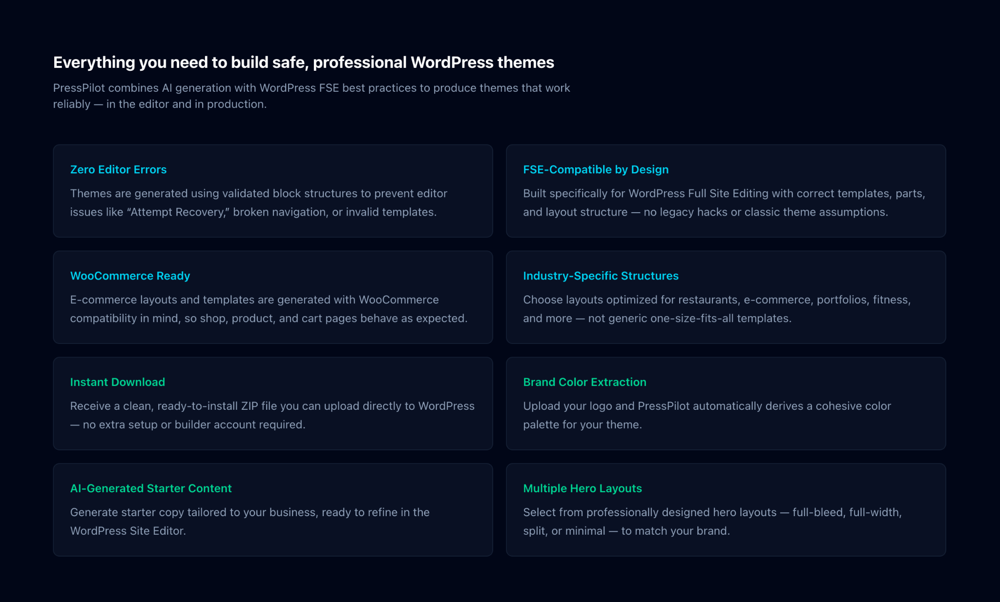 Everything you need to build safe, professional WordPress themes
PressPilot combines AI generation with WordPress FSE best practices to produce themes that work
reliably — in the editor and in production.
Zero Editor Errors
Themes are generated using validated block structures to prevent editor
issues like “Attempt Recovery,” broken navigation, or invalid templates.
FSE-Compatible by Design
Built specifically for WordPress Full Site Editing with correct templates, parts,
and layout structure — no legacy hacks or classic theme assumptions.
WooCommerce Ready
E-commerce layouts and templates are generated with WooCommerce
compatibility in mind, so shop, product, and cart pages behave as expected.
Industry-Specific Structures
Choose layouts optimized for restaurants, e-commerce, portfolios, fitness,
and more — not generic one-size-fits-all templates.
Instant Download
Receive a clean, ready-to-install ZIP file you can upload directly to WordPress
— no extra setup or builder account required.
Brand Color Extraction
Upload your logo and PressPilot automatically derives a cohesive color
palette for your theme.
AI-Generated Starter Content
Generate starter copy tailored to your business, ready to refine in the
WordPress Site Editor.
Multiple Hero Layouts
Select from professionally designed hero layouts — full-bleed, full-width,
split, or minimal — to match your brand.